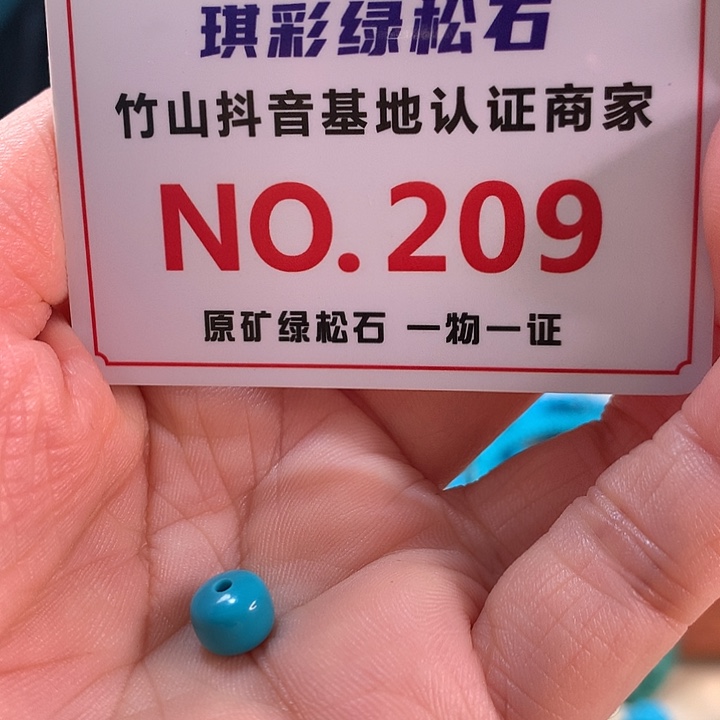 琪彩绿松石
竹山抖音基地认证商家
NO.209
原矿绿松石 一物一证